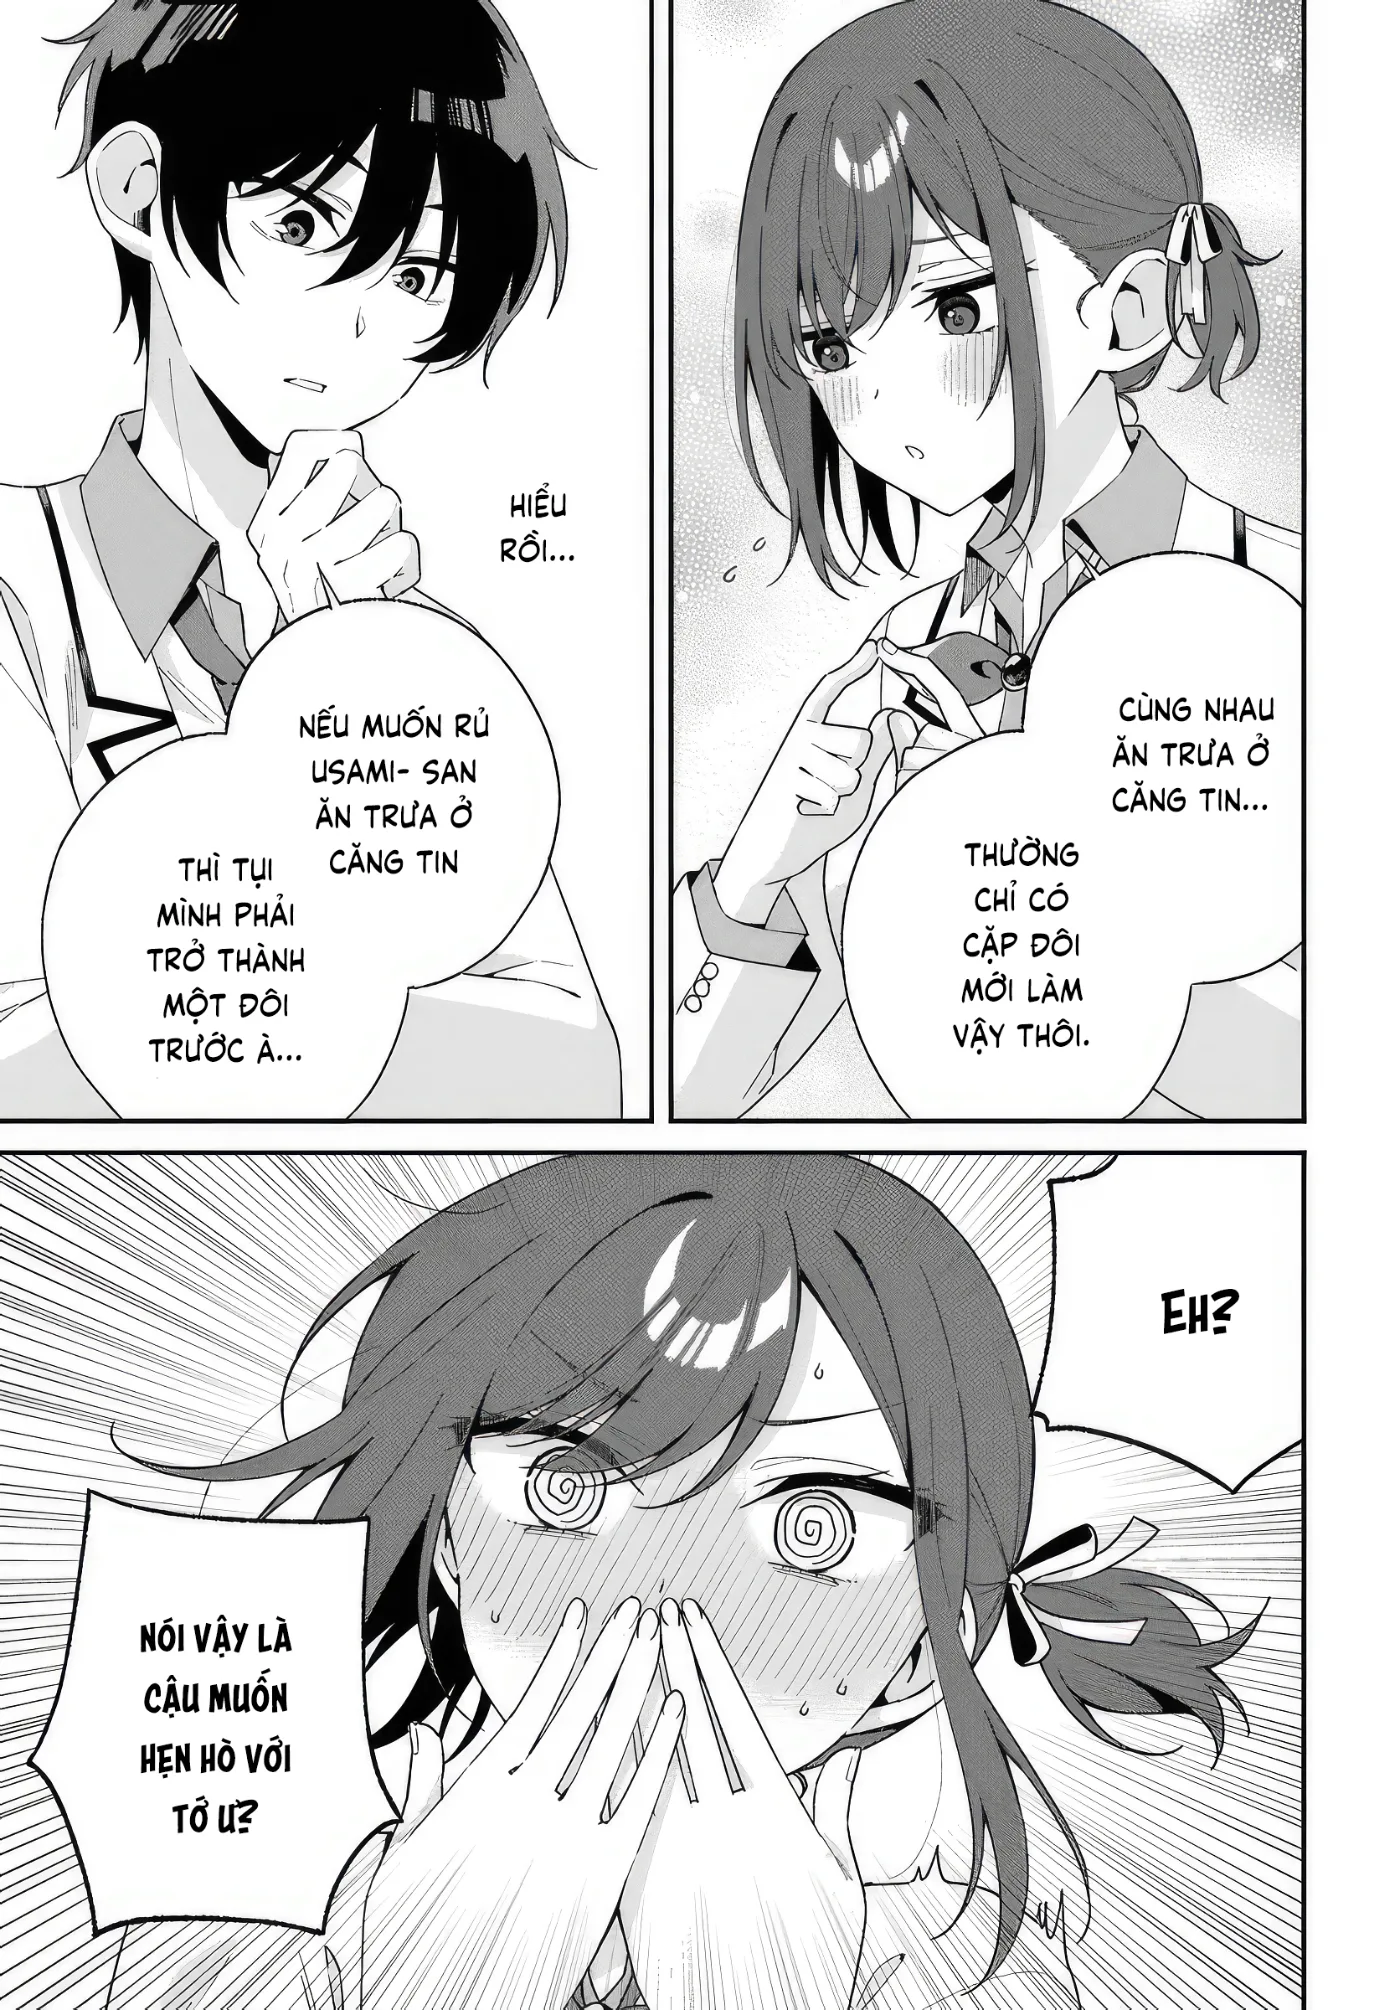 CÙNG NHAU
ĂN TRƯA Ở
CĂNG TIN...
THƯỜNG
CHỈ CÓ
CẶP ĐÔI
MỚI LÀM
VẬY THÔI.
HIỂU
RỒI...
NẾU MUỐN RỦ
USAMI- SAN
ĂN TRƯA Ở
CĂNG TIN
THÌ TỤI
MÌNH PHẢI
TRỞ THÀNH
MỘT ĐÔI
TRƯỚC À...
EH?
NÓI VẬY LÀ
CẬU MUỐN
HẸN HÒ VỚI
TỚ Ư?